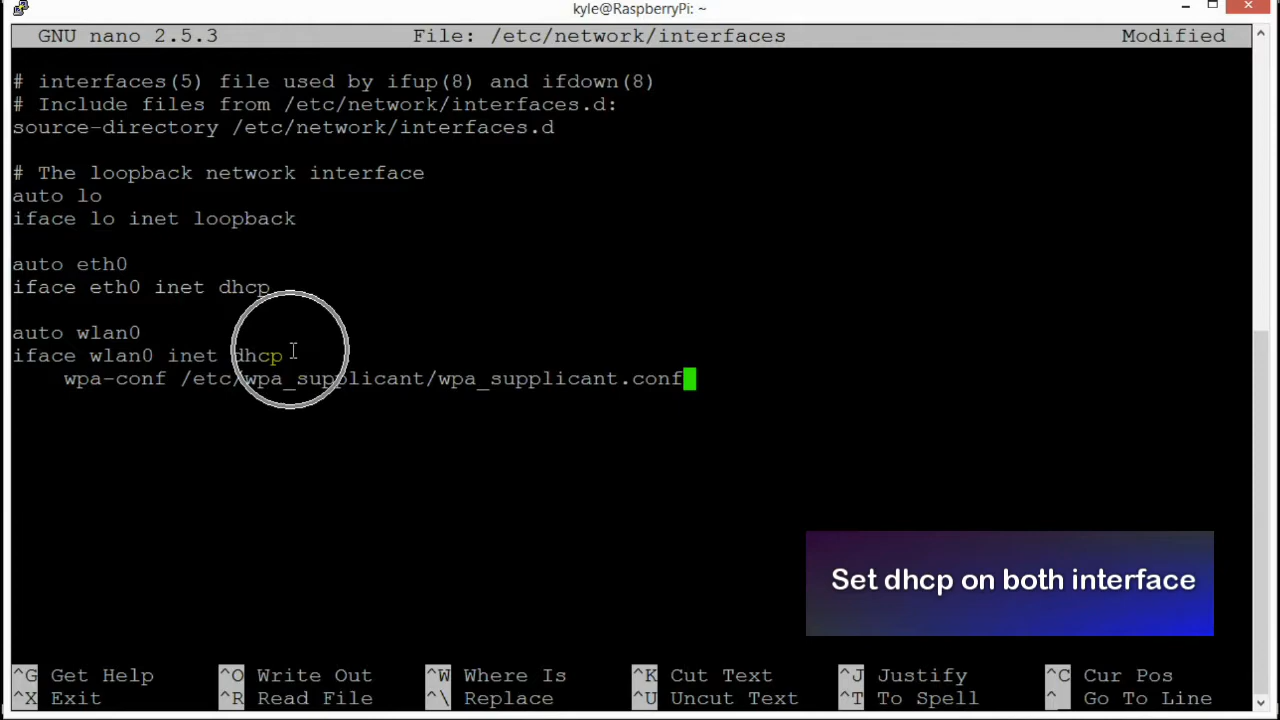 kyle@RaspberryPi: ~
GNU nano 2.5.3 File: /etc/network/interfaces Modified
# interfaces(5) file used by ifup(8) and ifdown(8)
# Include files from /etc/network/interfaces.d:
source-directory /etc/network/interfaces.d
# The loopback network interface
auto lo
iface lo inet loopback
auto eth0
iface eth0 inet dhcp
auto wlan0
iface wlan0 inet dhcp
wpa-conf /etc/wpa_supplicant/wpa_supplicant.conf
Set dhcp on both interface
^G Get Help ^O Write Out ^W Where Is ^K Cut Text ^J Justify ^C Cur Pos
^X Exit ^R Read File ^\ Replace ^U Uncut Text ^T To Spell ^_ Go To Line